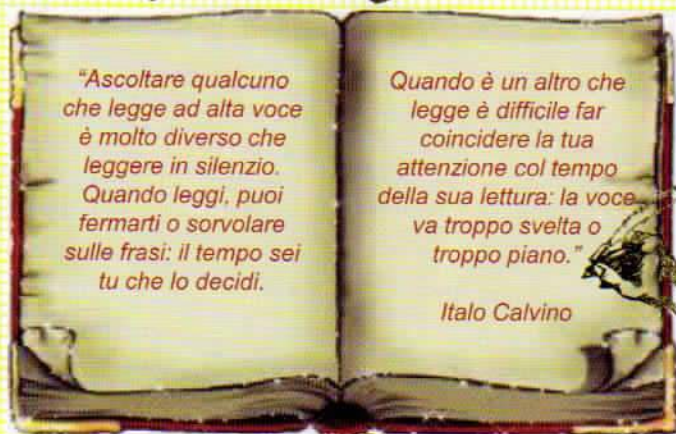 "Ascoltare qualcuno
che legge ad alta voce
è molto diverso che
leggere in silenzio.
Quando leggi, puoi
fermarti o sorvolare
sulle frasi: il tempo sei
tu che lo decidi.
Quando è un altro che
legge è difficile far
coincidere la tua
attenzione col tempo
della sua lettura: la voce
va troppo svelta o
troppo piano."
Italo Calvino